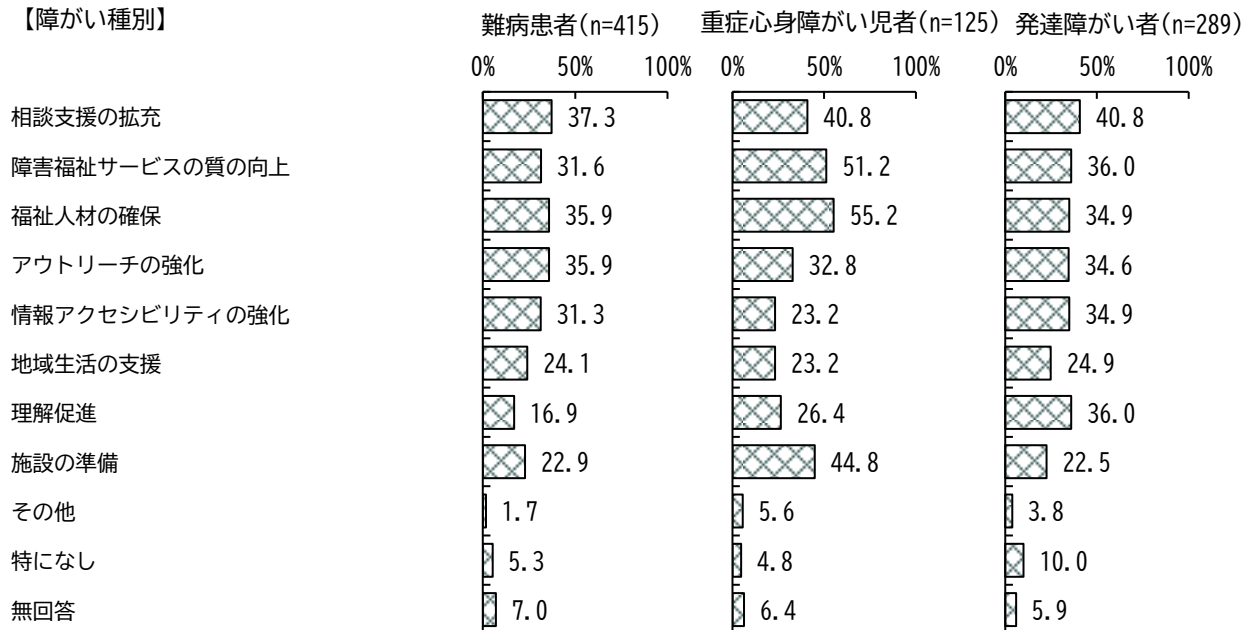 【障がい種別】 難病患者(n=415) 重症心身障がい児者(n=125) 発達障がい者(n=289)
0% 50% 100% 0% 50% 100% 0% 50% 100%
相談支援の拡充 37.3 40.8 40.8
障害福祉サービスの質の向上 31.6 51.2 36.0
福祉人材の確保 35.9 55.2 34.9
アウトリーチの強化 35.9 32.8 34.6
情報アクセシビリティの強化 31.3 23.2 34.9
地域生活の支援 24.1 23.2 24.9
理解促進 16.9 26.4 36.0
施設の準備 22.9 44.8 22.5
その他 1.7 5.6 3.8
特になし 5.3 4.8 10.0
無回答 7.0 6.4 5.9